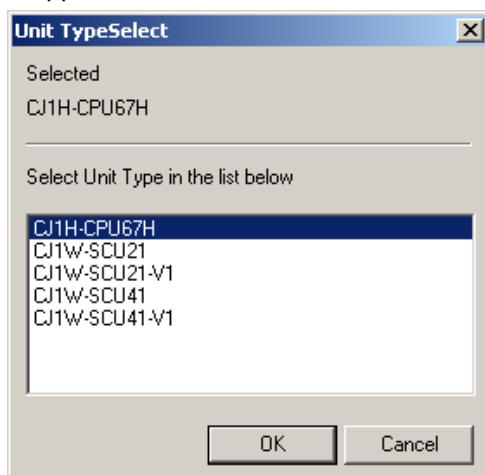 Unit TypeSelect
Selected
CJ1H-CPU67H
Select Unit Type in the list below
CJ1H-CPU67H
CJ1W-SCU21
CJ1W-SCU21-V1
CJ1W-SCU41
CJ1W-SCU41-V1
OK Cancel